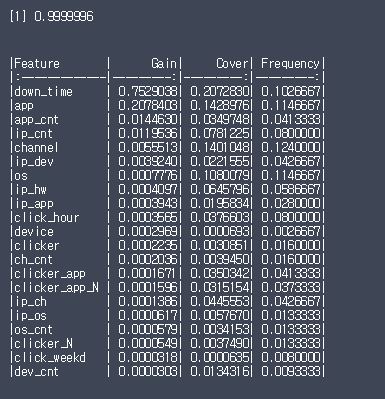 [1] 0.9999996
|Feature | Gain| Cover| Frequency|
|:------------|---------:|---------:|---------:|
|down_time | 0.7529038| 0.2072830| 0.1026667|
|app | 0.2078403| 0.1428976| 0.1146667|
|app_cnt | 0.0144630| 0.0349748| 0.0413333|
|ip_cnt | 0.0119536| 0.0781225| 0.0800000|
|channel | 0.0055513| 0.1401048| 0.1240000|
|ip_dev | 0.0039240| 0.0221555| 0.0426667|
|os | 0.0007776| 0.1080079| 0.1146667|
|ip_hw | 0.0004097| 0.0645796| 0.0586667|
|ip_app | 0.0003943| 0.0195834| 0.0280000|
|click_hour | 0.0003565| 0.0376603| 0.0800000|
|device | 0.0002969| 0.0000693| 0.0026667|
|clicker | 0.0002235| 0.0030851| 0.0160000|
|ch_cnt | 0.0002036| 0.0039450| 0.0160000|
|clicker_app | 0.0001671| 0.0350342| 0.0413333|
|clicker_app_N | 0.0001596| 0.0315154| 0.0373333|
|ip_ch | 0.0001386| 0.0445553| 0.0426667|
|ip_os | 0.0000617| 0.0057670| 0.0133333|
|os_cnt | 0.0000579| 0.0034153| 0.0133333|
|clicker_N | 0.0000549| 0.0037490| 0.0133333|
|click_weekd | 0.0000318| 0.0000635| 0.0080000|
|dev_cnt | 0.0000303| 0.0134316| 0.0093333|